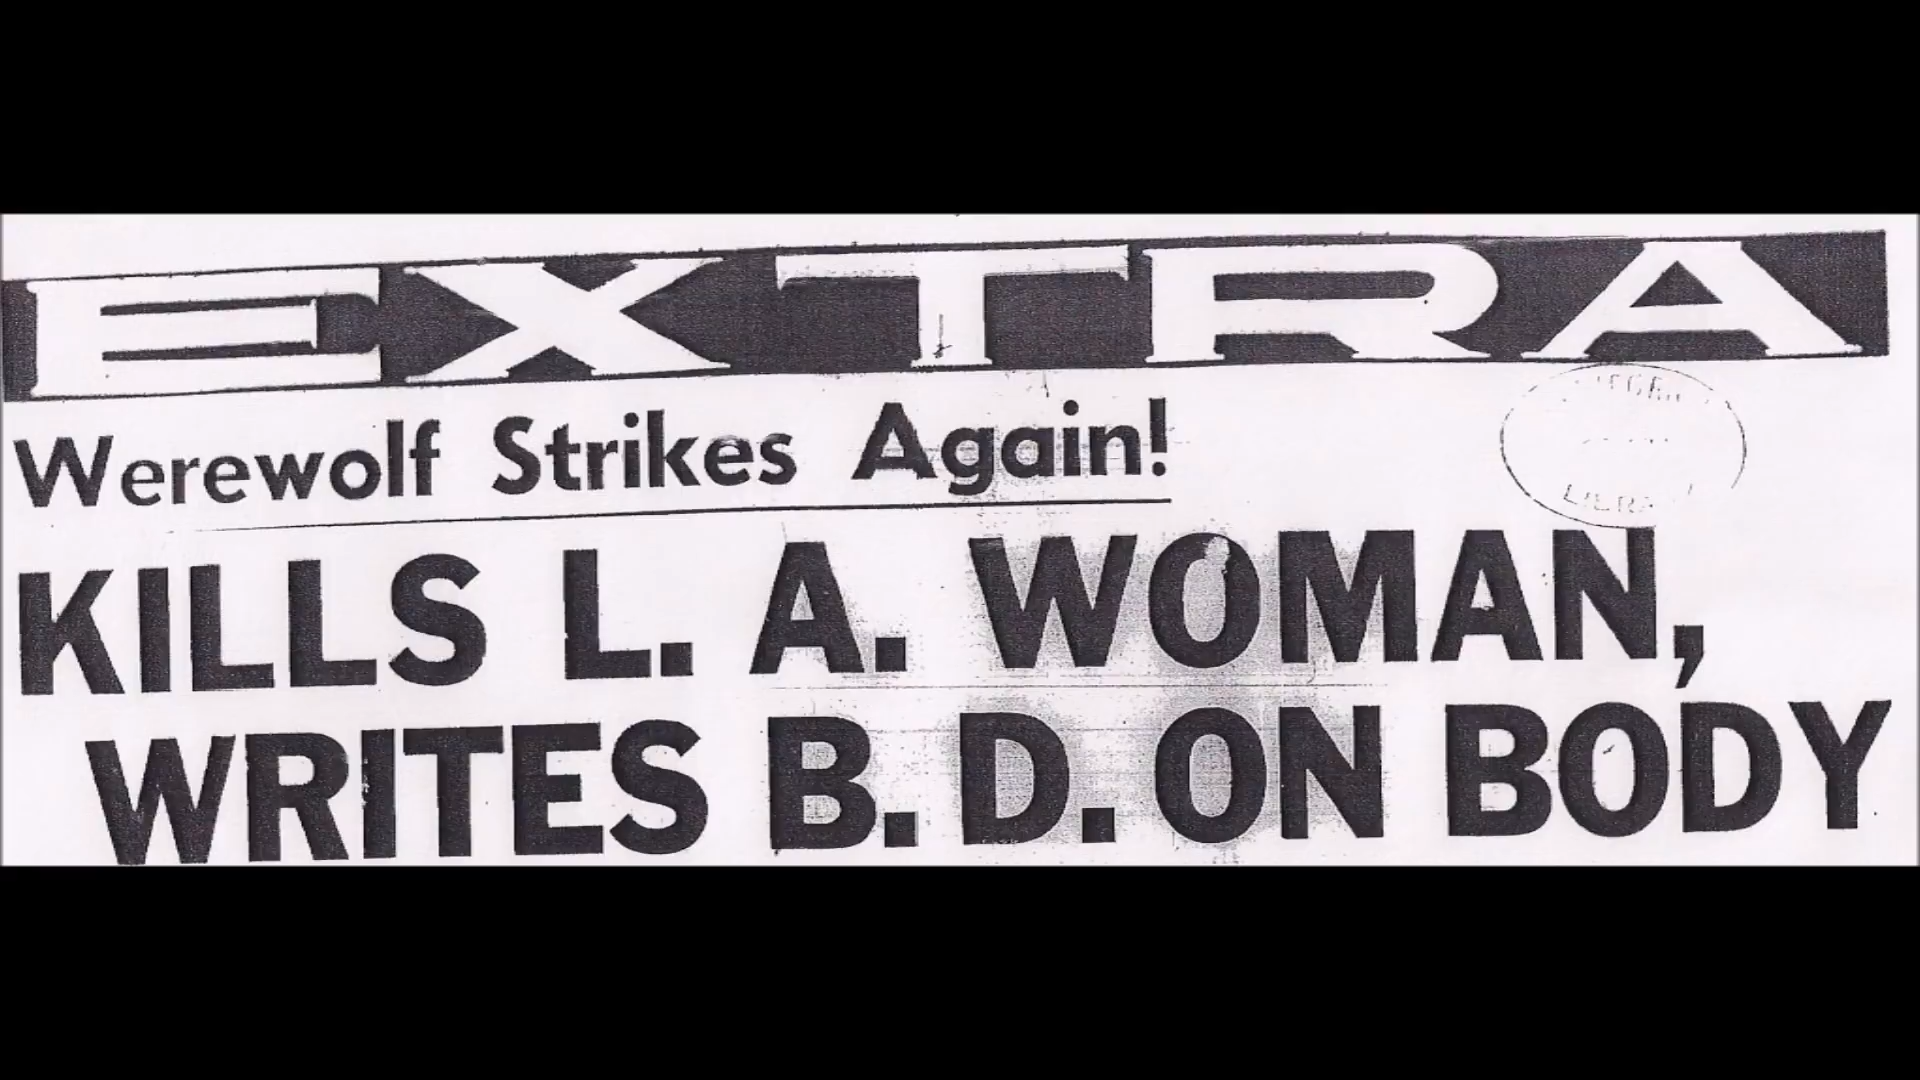 EXTRA
Werewolf Strikes Again!
KILLS L. A. WOMAN,
WRITES B. D. ON BODY